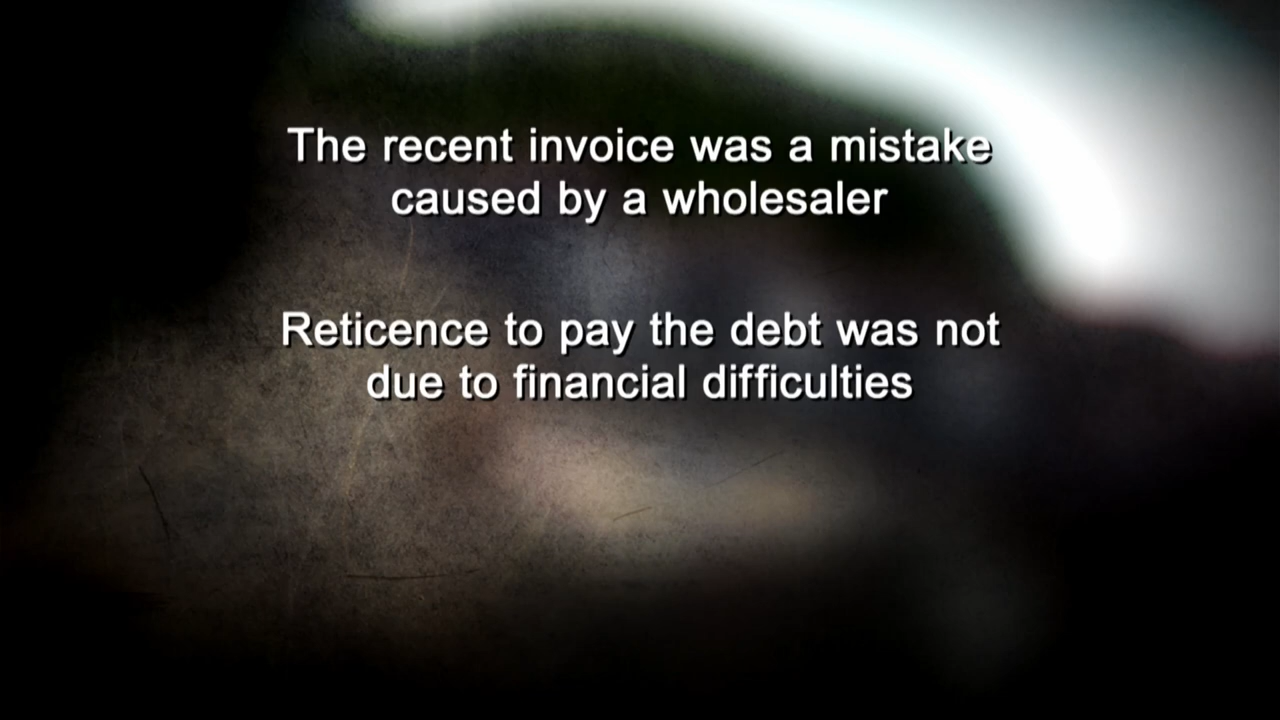 The recent invoice was a mistake
caused by a wholesaler
Reticence to pay the debt was not
due to financial difficulties